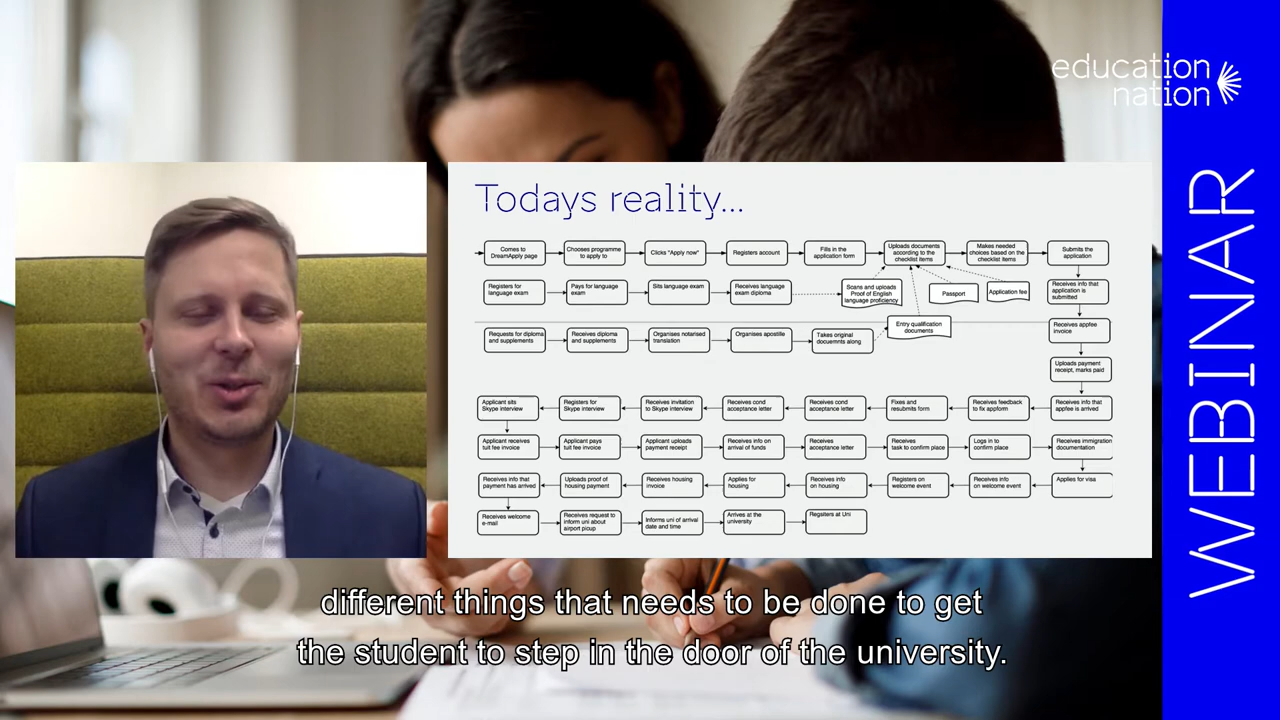 education
nation
WEBINAR
Todays reality...
Comes to
DreamApply page
Chooses programme
to apply to
Clicks "Apply now"
Registers account
Fills in the
application form
Uploads documents
according to the
checklist items
Makes needed
choices based on the
checklist items
Submits the
application
Registers for
language exam
Pays for language
exam
Sits language exam
Receives language
exam diploma
Scans and uploads
Proof of English
language proficiency
Passport
Application fee
Receives info that
application is
submitted
Requests for diploma
and supplements
Receives diploma
and supplements
Organises notarised
translation
Organises apostille
Takes original
docuemnts along
Entry qualification
documents
Receives appfee
invoice
Uploads payment
receipt, marks paid
Applicant sits
Skype interview
Registers for
Skype interview
Receives invitation
to Skype interview
Receives cond
acceptance letter
Receives cond
acceptance letter
Fixes and
resubmits form
Receives feedback
to fix appform
Receives info that
appfee is arrived
Applicant receives
tuit fee invoice
Applicant pays
tuit fee invoice
Applicant uploads
payment receipt
Receives info on
arrival of funds
Receives
acceptance letter
Receives
task to confirm place
Logs in to
confirm place
Receives immigration
documentation
Receives info that
payment has arrived
Uploads proof of
housing payment
Receives housing
invoice
Applies for
housing
Receives info
on housing
Registers on
welcome event
Receives info
on welcome event
Applies for visa
Receives welcome
e-mail
Receives request to
inform uni about
airport picup
Informs uni of arrival
date and time
Arrives at the
university
Regsiters at Uni
different things that needs to be done to get
the student to step in the door of the university.